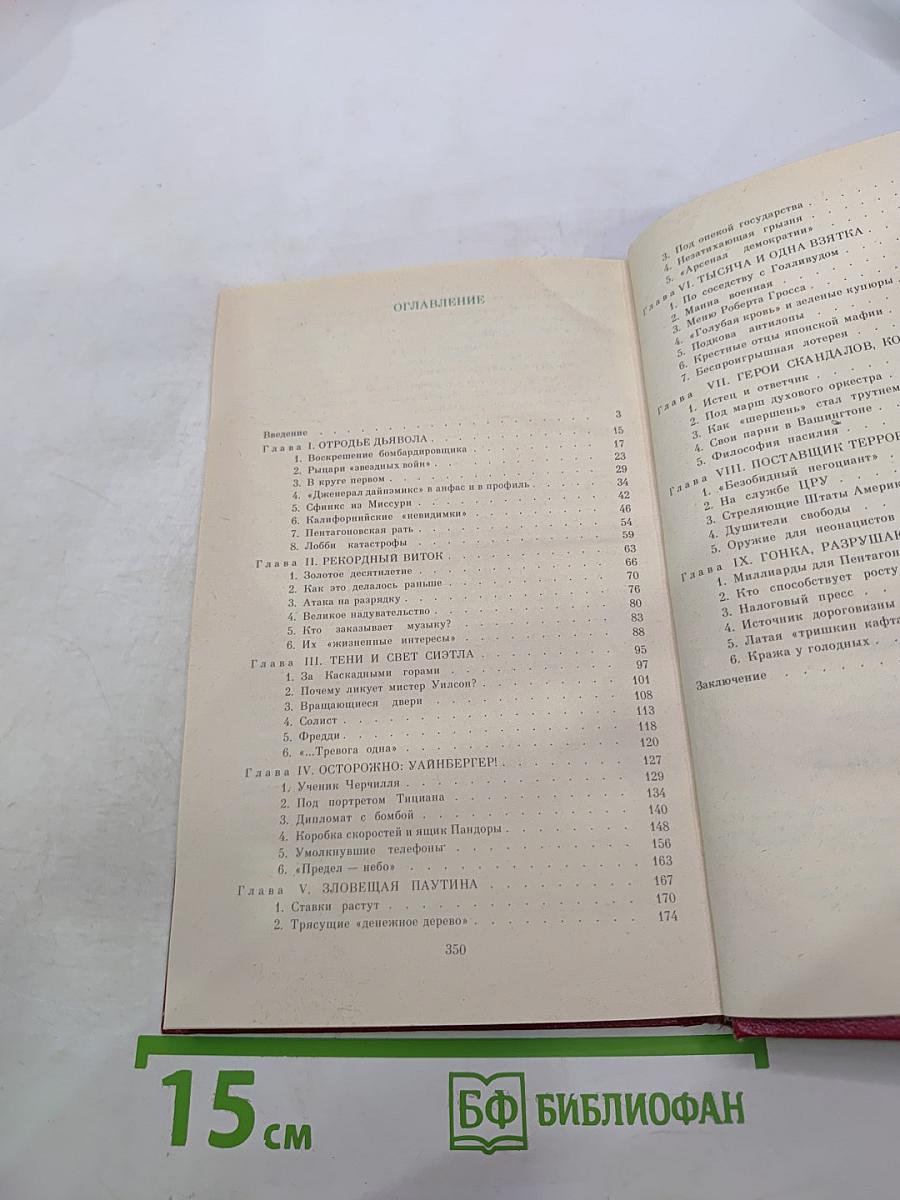 ОГЛАВЛЕНИЕ
Введение . . . 3
Глава I. ОТРОДЬЕ ДЬЯВОЛА . . . 15
1. Воскрешение бомбардировщика . . . 17
2. Рыцари «звездных войн» . . . 23
3. В круге первом . . . 29
4. «Дженерал дайнэмикс» в анфас и в профиль . . . 34
5. Сфинкс из Миссури . . . 42
6. Калифорнийские «невидимки» . . . 46
7. Пентагоновская рать . . . 54
8. Лобби катастрофы . . . 59
Глава II. РЕКОРДНЫЙ ВИТОК . . . 63
1. Золотое десятилетие . . . 66
2. Как это делалось раньше . . . 70
3. Атака на разрядку . . . 76
4. Великое надувательство . . . 80
5. Кто заказывает музыку? . . . 83
6. Их «жизненные интересы» . . . 88
Глава III. ТЕНИ И СВЕТ СИЭТЛА . . . 95
1. За Каскадными горами . . . 97
2. Почему ликует мистер Уилсон? . . . 101
3. Вращающиеся двери . . . 108
4. Солист . . . 113
5. Фредди . . . 118
6. «...Тревога одна» . . . 120
Глава IV. ОСТОРОЖНО: УАЙНБЕРГЕР! . . . 127
1. Ученик Черчилля . . . 129
2. Под портретом Тициана . . . 134
3. Дипломат с бомбой . . . 140
4. Коробка скоростей и ящик Пандоры . . . 148
5. Умолкнувшие телефоны . . . 156
6. «Предел — небо» . . . 163
Глава V. ЗЛОВЕЩАЯ ПАУТИНА . . . 167
1. Ставки растут . . . 170
2. Трясущие «денежное дерево» . . . 174
350
3. Под опекой государства . . .
4. Незатихающая грызня . . .
5. «Арсенал демократии» . . .
Глава VI. ТЫСЯЧА И ОДНА ВЗЯТКА . . .
1. По соседству с Голливудом . . .
2. Манна военная . . .
3. Меню Роберта Гросса . . .
4. «Голубая кровь» и зеленые купюры . . .
5. Подкова антилопы . . .
6. Крестные отцы японской мафии . . .
7. Беспроигрышная лотерея . . .
Глава VII. ГЕРОИ СКАНДАЛОВ, КО
1. Истец и ответчик . . .
2. Под марш духового оркестра . . .
3. Как «шершень» стал трутнем
4. Свои парни в Вашингтоне . . .
5. Философия насилия . . .
Глава VIII. ПОСТАВЩИК ТЕРРОР
1. «Безобидный негоциант» . . .
2. На службе ЦРУ . . .
3. Стреляющие Штаты Америк
4. Душители свободы . . .
5. Оружие для неонацистов
Глава IX. ГОНКА, РАЗРУШАЮ
1. Миллиарды для Пентагон
2. Кто способствует росту
3. Налоговый пресс . . .
4. Источник дороговизны
5. Латая «тришкин кафта
6. Кража у голодных . . .
Заключение . . .
15 см
БФ БИБЛИОФАН